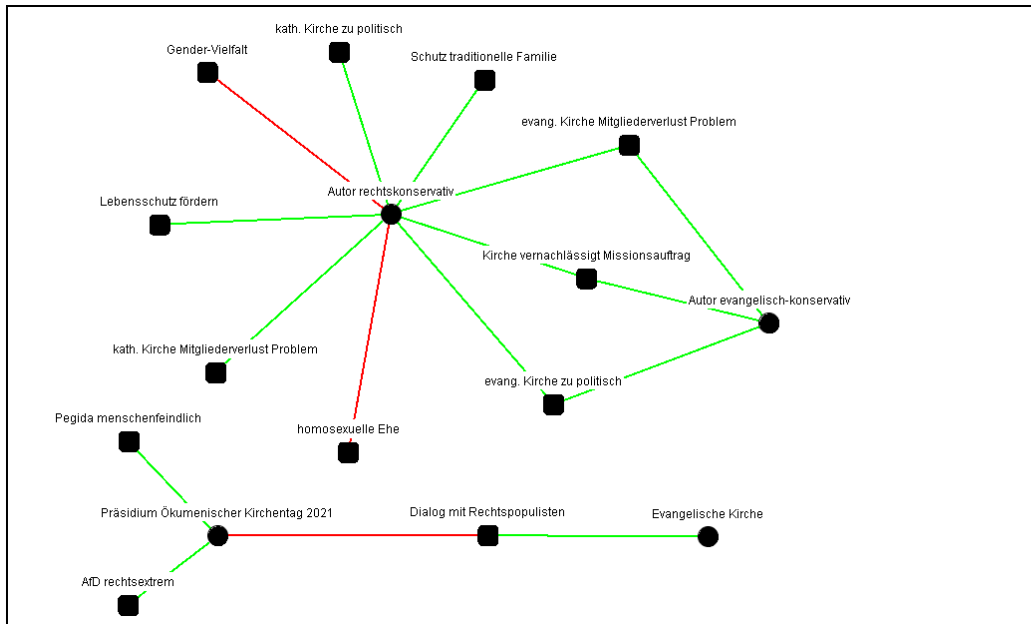 kath. Kirche zu politisch
Gender-Vielfalt
Schutz traditionelle Familie
evang. Kirche Mitgliederverlust Problem
Autor rechtskonservativ
Lebensschutz fördern
Kirche vernachlässigt Missionsauftrag
Autor evangelisch-konservativ
kath. Kirche Mitgliederverlust Problem
evang. Kirche zu politisch
Pegida menschenfeindlich
homosexuelle Ehe
Präsidium Ökumenischer Kirchentag 2021
Dialog mit Rechtspopulisten
Evangelische Kirche
AfD rechtsextrem